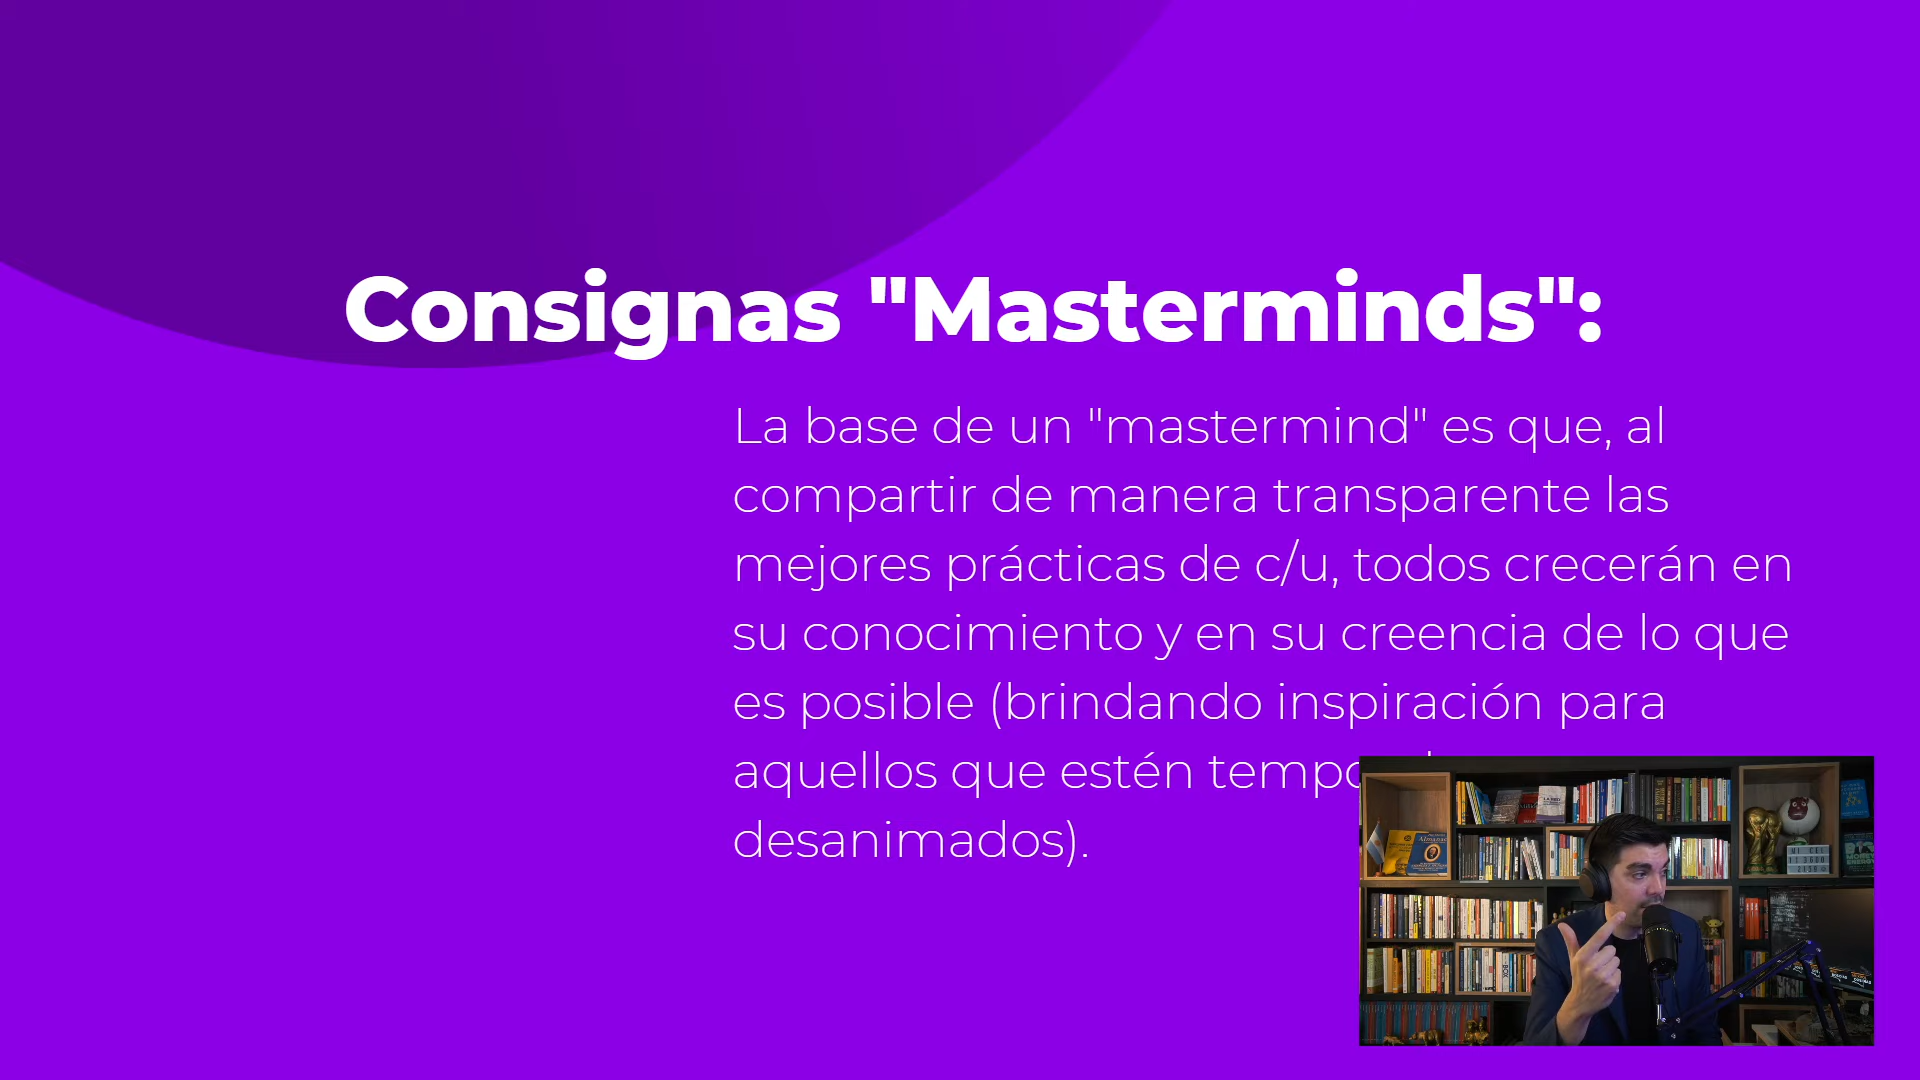 Consignas "Masterminds":
La base de un "mastermind" es que, al
compartir de manera transparente las
mejores prácticas de c/u, todos crecerán en
su conocimiento y en su creencia de lo que
es posible (brindando inspiración para
aquellos que estén
desanimados).